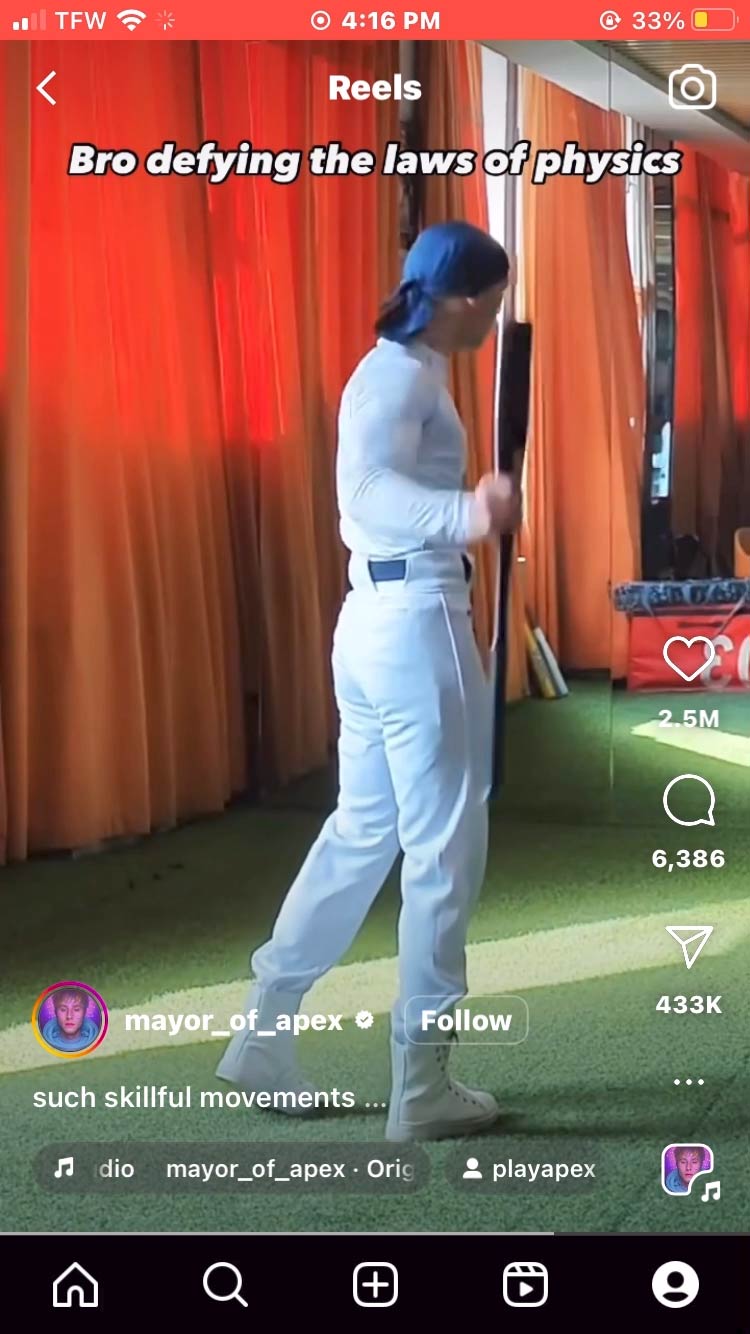 TFW 4:16 PM 33%
Reels
Bro defying the laws of physics
2.5M
6,386
433K
mayor_of_apex Follow
such skillful movements ...
dio mayor_of_apex · Orig playapex